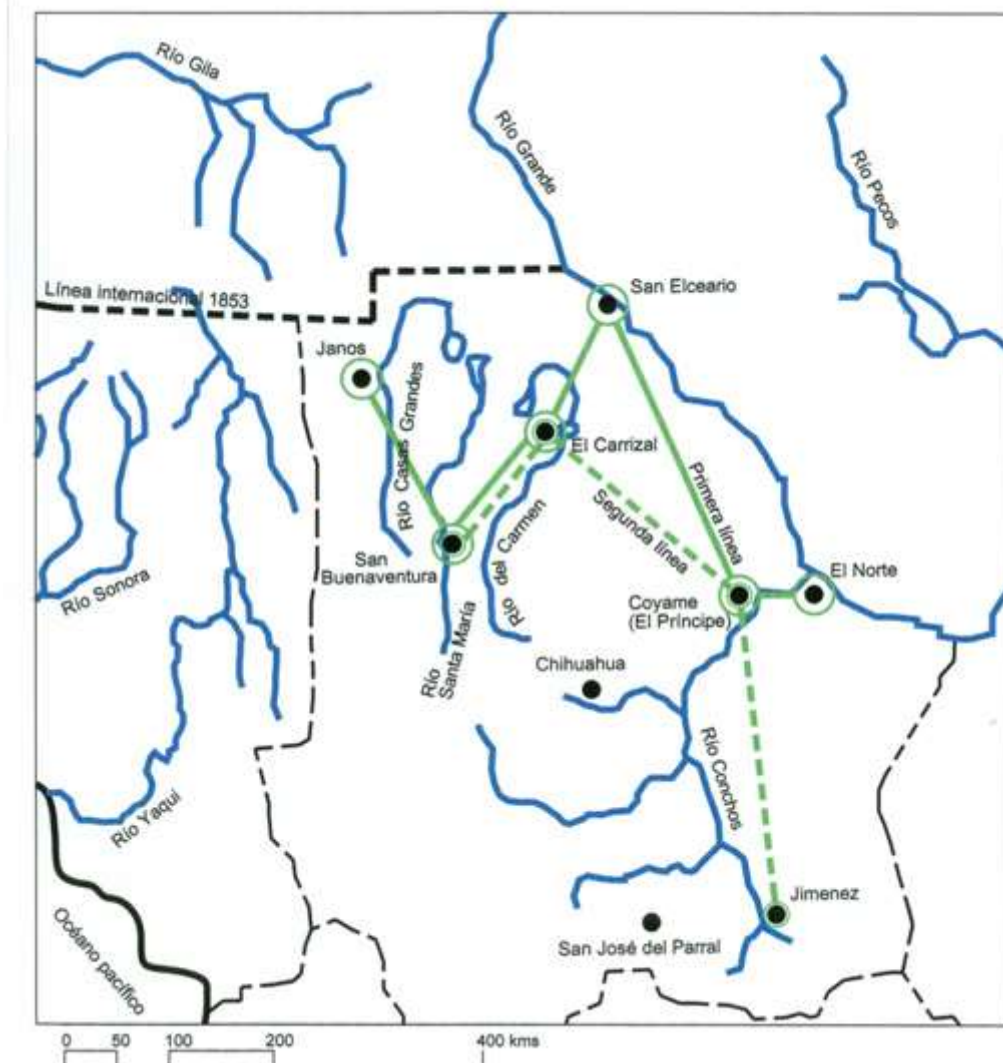 Río Gila
Río Grande
Río Pecos
San Elceario
Línea internacional 1853
Janos
Río Casas Grandes
El Carrizal
Primera línea
Segunda línea
Río del Carmen
San
Buenaventura
El Norte
Coyame
(El Príncipe)
Río Sonora
Río
Santa María
Chihuahua
Río Conchos
Río Yaqui
Jimenez
San José del Parral
Océano pacífico
0 50 100 200 400 kms